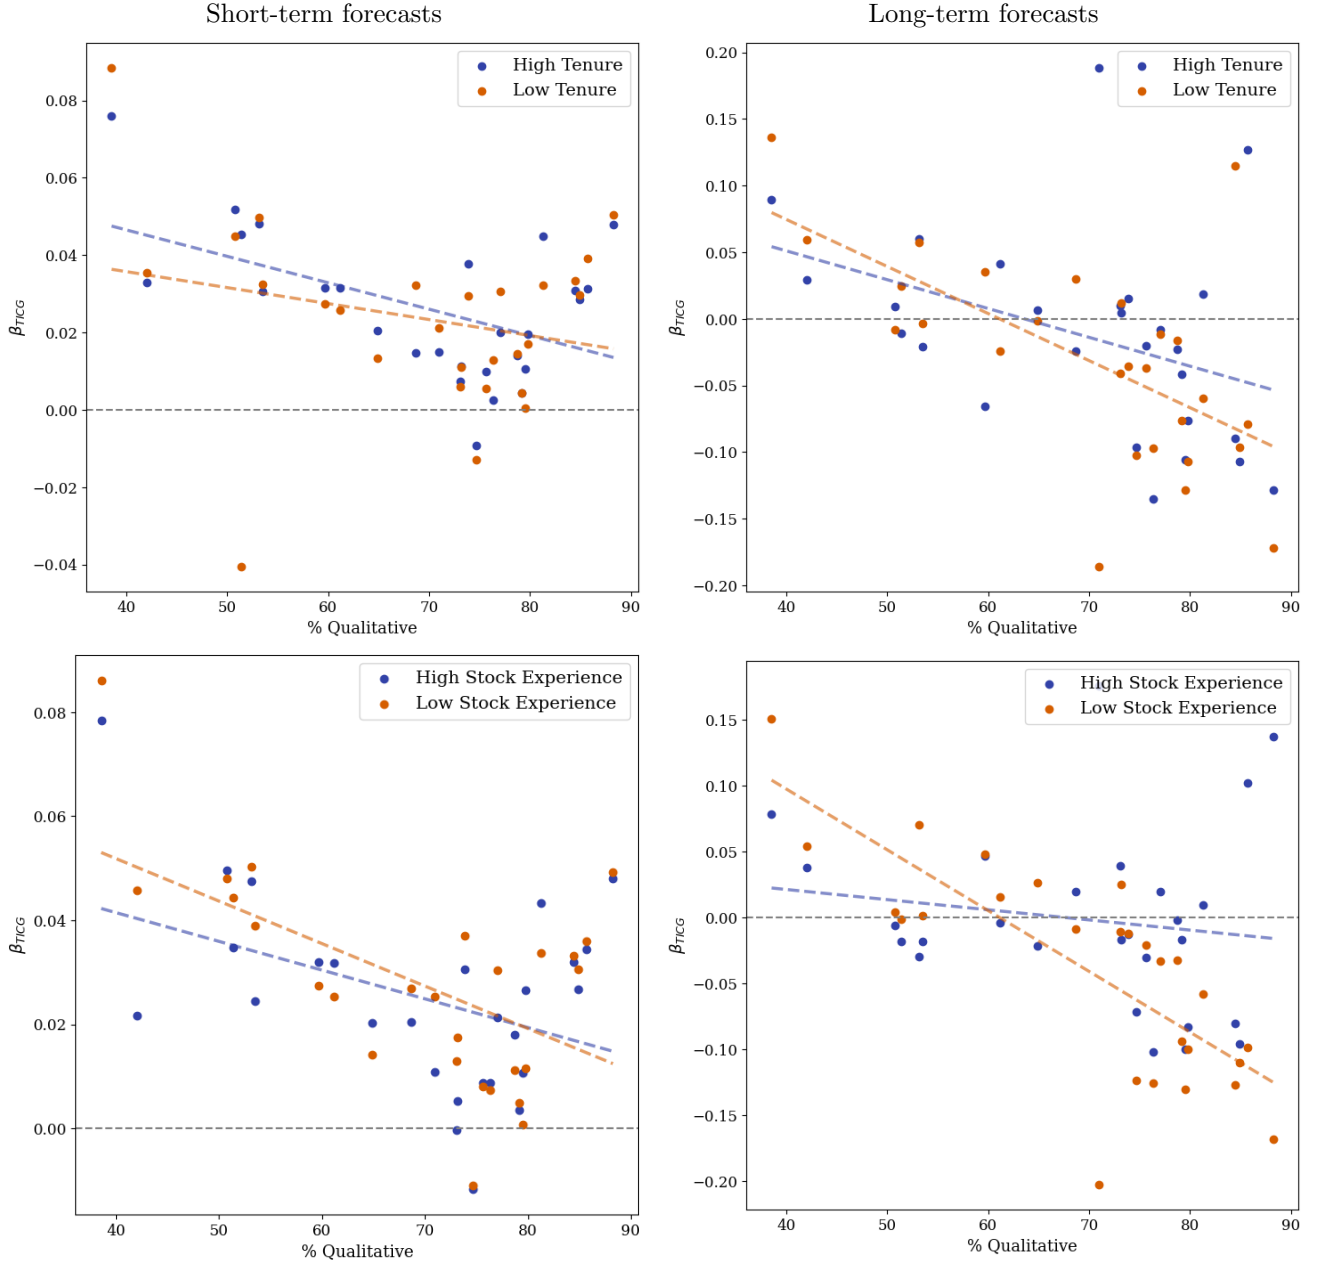 Short-term forecasts
Long-term forecasts
High Tenure
Low Tenure
0.08
0.06
0.04
0.02
0.00
−0.02
−0.04
β_TICG
40 50 60 70 80 90
% Qualitative
High Tenure
Low Tenure
0.20
0.15
0.10
0.05
0.00
−0.05
−0.10
−0.15
−0.20
β_TICG
40 50 60 70 80 90
% Qualitative
High Stock Experience
Low Stock Experience
0.08
0.06
0.04
0.02
0.00
β_TICG
40 50 60 70 80 90
% Qualitative
High Stock Experience
Low Stock Experience
0.15
0.10
0.05
0.00
−0.05
−0.10
−0.15
−0.20
β_TICG
40 50 60 70 80 90
% Qualitative